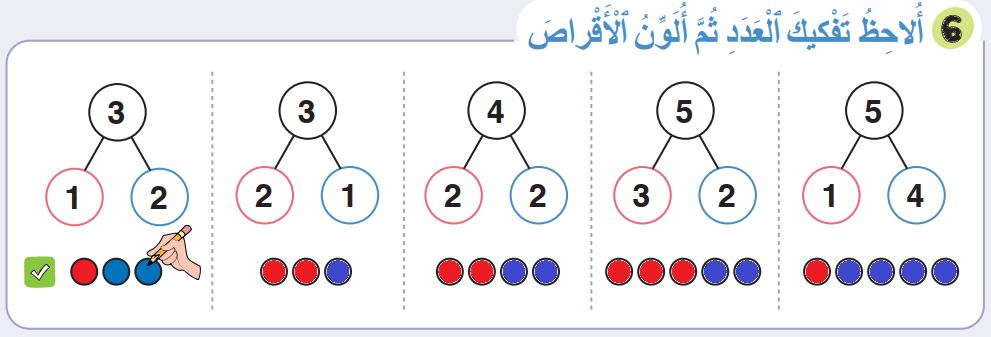 6 أُلاحِظُ تَفْكيكَ ٱلْعَدَدِ ثُمَّ أُلَوِّنُ ٱلْأَقْراصَ
3 3 4 5 5
1 2 2 1 2 2 3 2 1 4